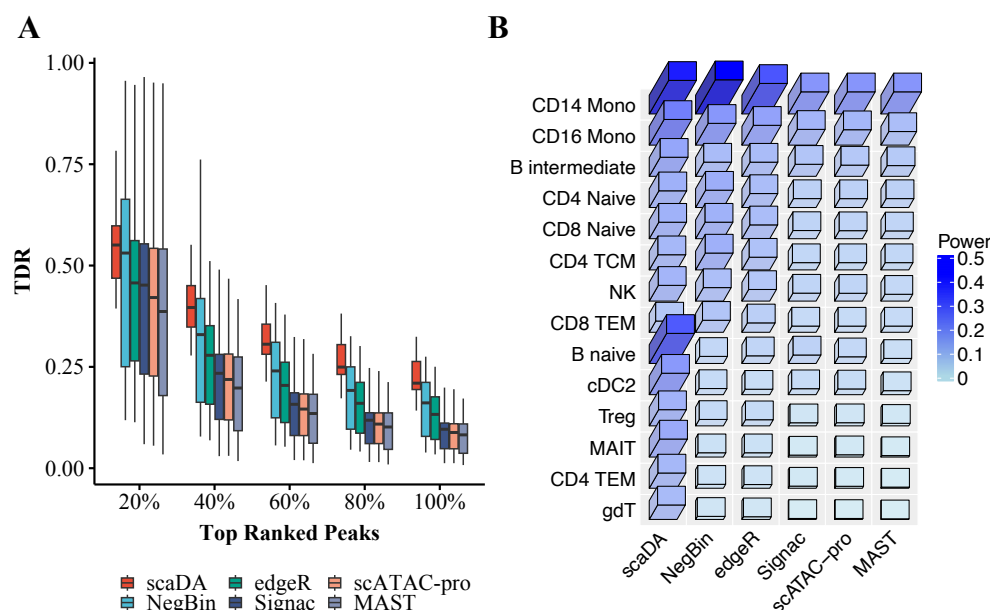 A
TDR
1.00
0.75
0.50
0.25
0.00
20% 40% 60% 80% 100%
Top Ranked Peaks
scaDA edgeR scATAC-pro
NegBin Signac MAST
B
CD14 Mono
CD16 Mono
B intermediate
CD4 Naive
CD8 Naive
CD4 TCM
NK
CD8 TEM
B naive
cDC2
Treg
MAIT
CD4 TEM
gdT
scaDA NegBin edgeR Signac scATAC−pro MAST
Power
0.5
0.4
0.3
0.2
0.1
0